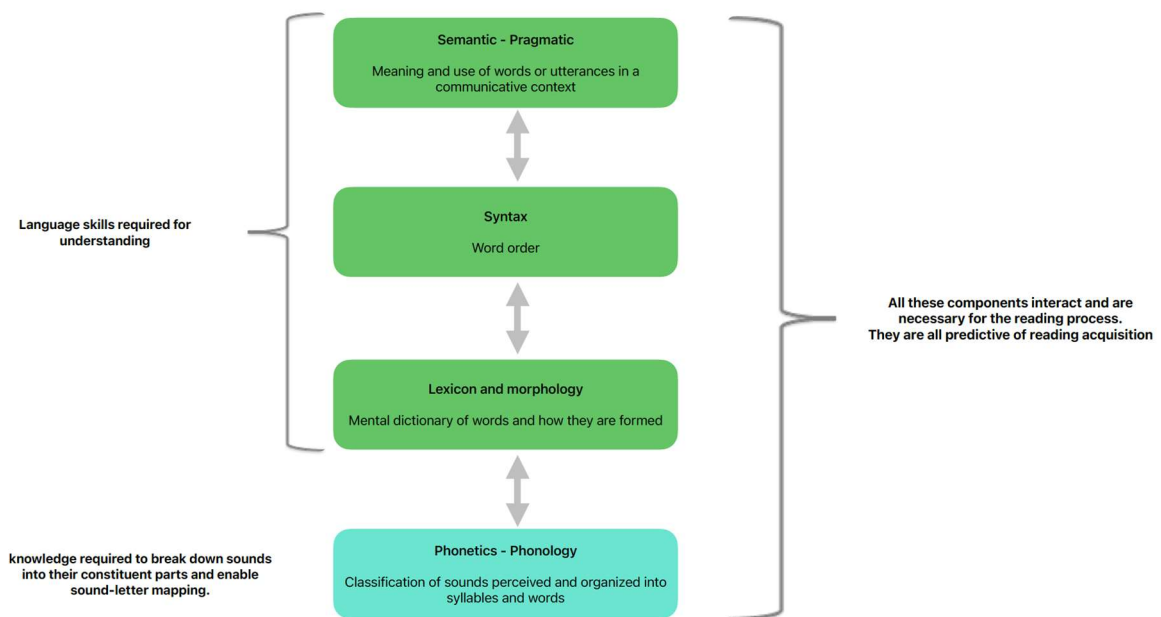 Semantic - Pragmatic
Meaning and use of words or utterances in a
communicative context
Syntax
Word order
Language skills required for
understanding
All these components interact and are
necessary for the reading process.
They are all predictive of reading acquisition
Lexicon and morphology
Mental dictionary of words and how they are formed
Phonetics - Phonology
Classification of sounds perceived and organized into
syllables and words
knowledge required to break down sounds
into their constituent parts and enable
sound-letter mapping.